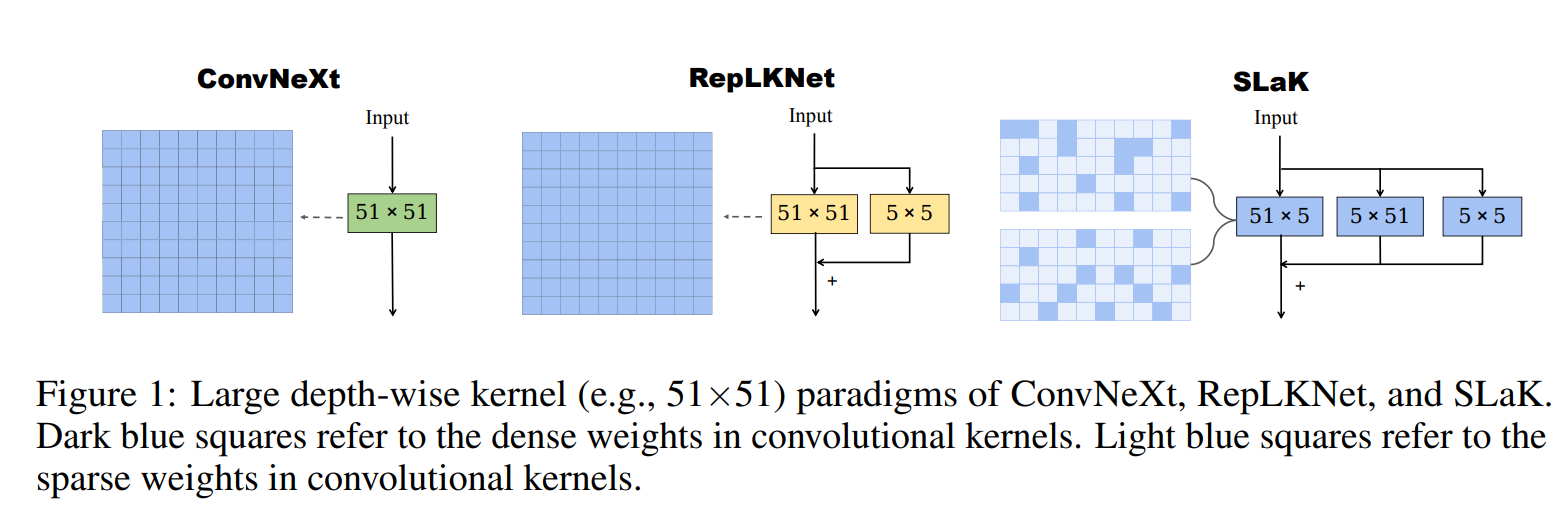 ConvNeXt
Input
51 × 51
RepLKNet
Input
51 × 51
5 × 5
+
SLaK
Input
51 × 5
5 × 51
5 × 5
+
Figure 1: Large depth-wise kernel (e.g., 51×51) paradigms of ConvNeXt, RepLKNet, and SLaK.
Dark blue squares refer to the dense weights in convolutional kernels. Light blue squares refer to the
sparse weights in convolutional kernels.